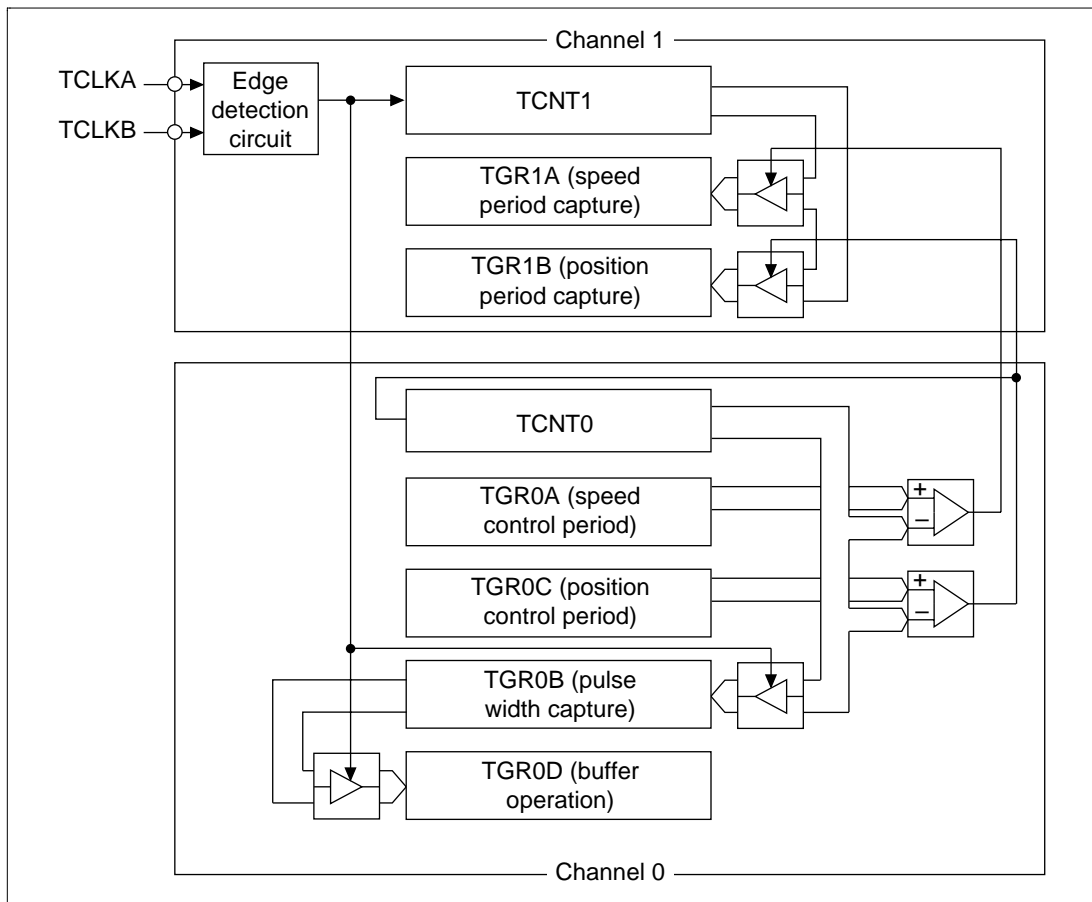 Channel 1
TCLKA
TCLKB
Edge
detection
circuit
TCNT1
TGR1A (speed
period capture)
TGR1B (position
period capture)
TCNT0
TGR0A (speed
control period)
+
−
TGR0C (position
control period)
+
−
TGR0B (pulse
width capture)
TGR0D (buffer
operation)
Channel 0